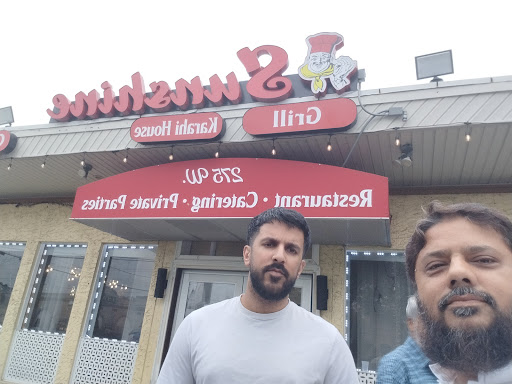 Sunshine
Grill
Karahi House
275 W.
Restaurant · Catering · Private Parties